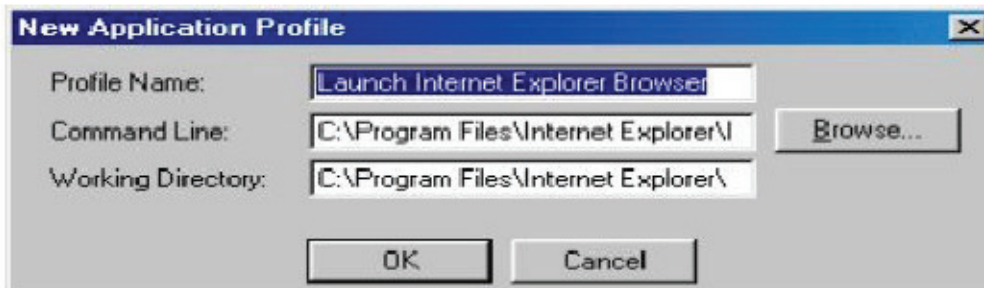 New Application Profile
Profile Name: Launch Internet Explorer Browser
Command Line: C:\Program Files\Internet Explorer\I Browse...
Working Directory: C:\Program Files\Internet Explorer\
OK Cancel